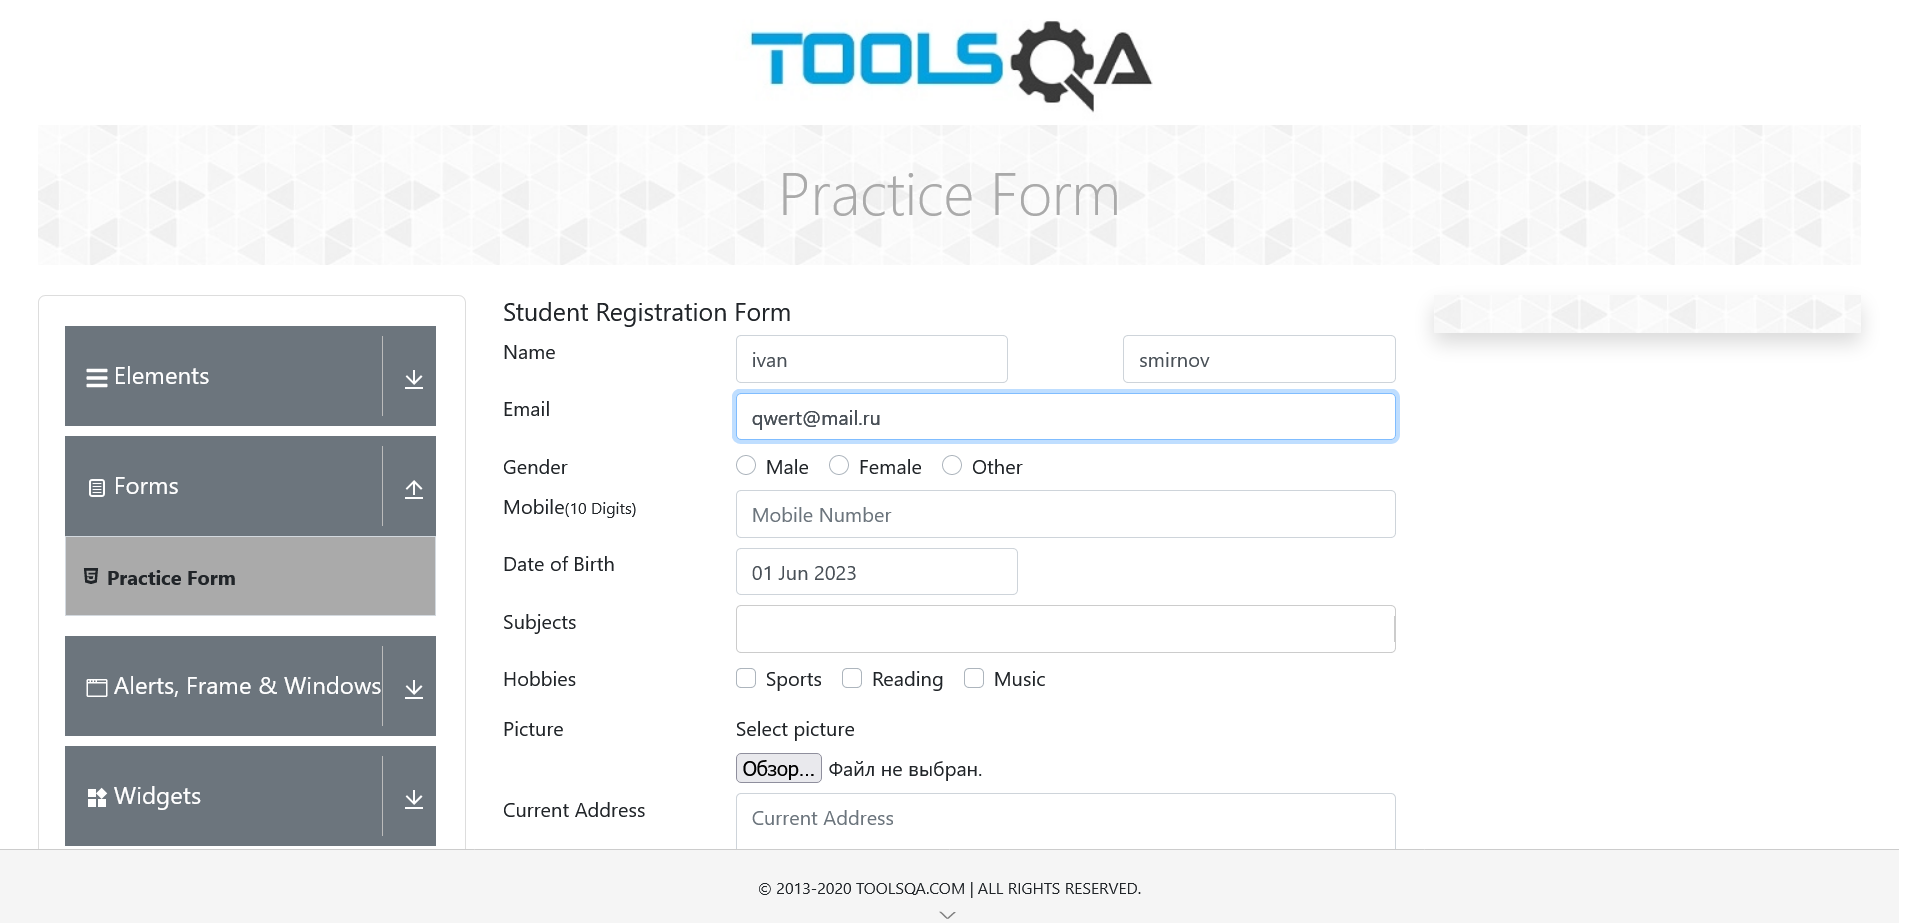 TOOLSQA
Practice Form
Elements
Forms
Practice Form
Alerts, Frame & Windows
Widgets
Student Registration Form
Name ivan smirnov
Email qwert@mail.ru
Gender Male Female Other
Mobile(10 Digits) Mobile Number
Date of Birth 01 Jun 2023
Subjects
Hobbies Sports Reading Music
Picture Select picture
Обзор... Файл не выбран.
Current Address Current Address
© 2013-2020 TOOLSQA.COM | ALL RIGHTS RESERVED.